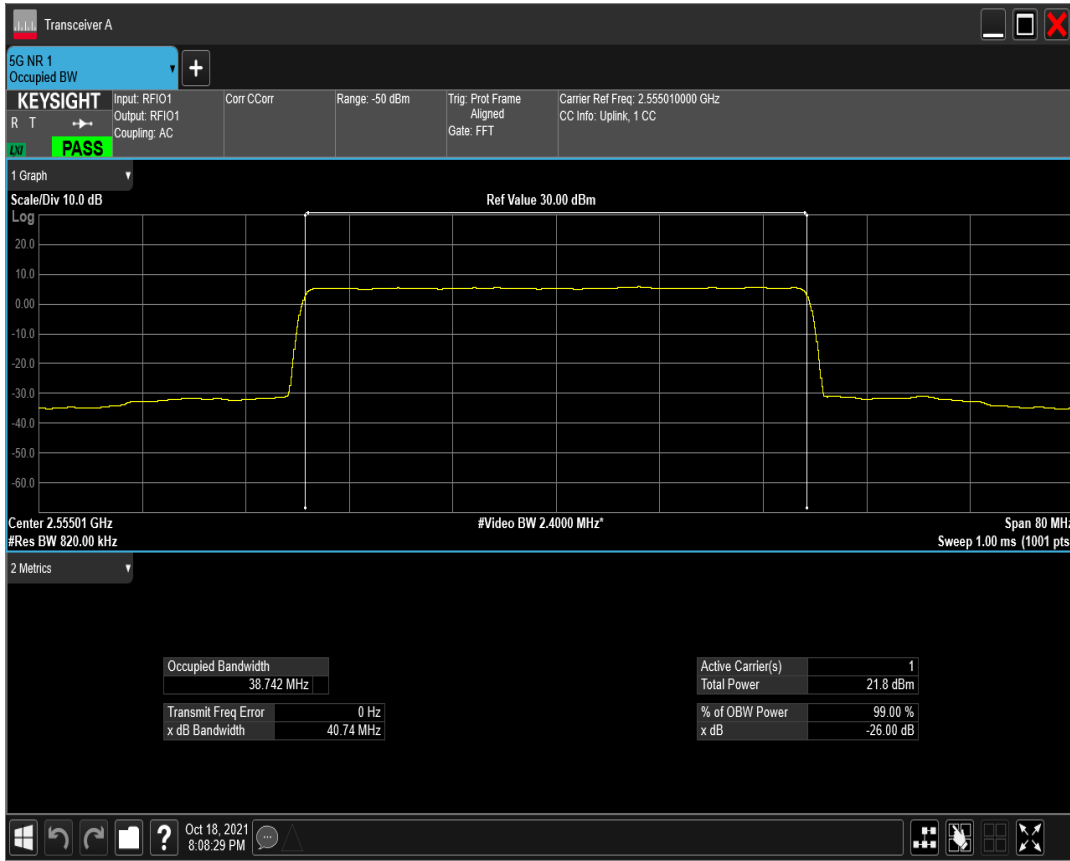 Transceiver A
5G NR 1
Occupied BW
+
KEYSIGHT
R T
LXI
PASS
Input: RFIO1
Output: RFIO1
Coupling: AC
Corr CCorr
Range: -50 dBm
Trig: Prot Frame
Aligned
Gate: FFT
Carrier Ref Freq: 2.555010000 GHz
CC Info: Uplink, 1 CC
1 Graph
Scale/Div 10.0 dB
Ref Value 30.00 dBm
Log
20.0
10.0
0.00
-10.0
-20.0
-30.0
-40.0
-50.0
-60.0
Center 2.55501 GHz
#Video BW 2.4000 MHz*
Span 80 MHz
#Res BW 820.00 kHz
Sweep 1.00 ms (1001 pts
2 Metrics
Occupied Bandwidth
38.742 MHz
Transmit Freq Error 0 Hz
x dB Bandwidth 40.74 MHz
Active Carrier(s) 1
Total Power 21.8 dBm
% of OBW Power 99.00 %
x dB -26.00 dB
?
Oct 18, 2021
8:08:29 PM